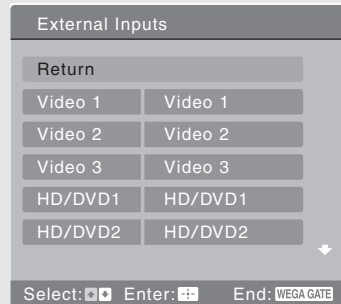 External Inputs
Return
Video 1 Video 1
Video 2 Video 2
Video 3 Video 3
HD/DVD1 HD/DVD1
HD/DVD2 HD/DVD2
Select: Enter: End: WEGA GATE